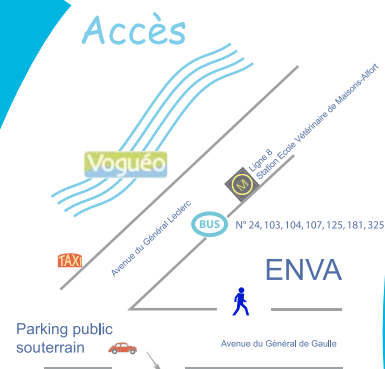 Accès
Voguéo
Ligne 8
Station Ecole Vétérinaire de Maisons-Alfort
M
Avenue du Général Leclerc
BUS N° 24, 103, 104, 107, 125, 181, 325
TAXI
ENVA
Parking public
souterrain
Avenue du Général de Gaulle